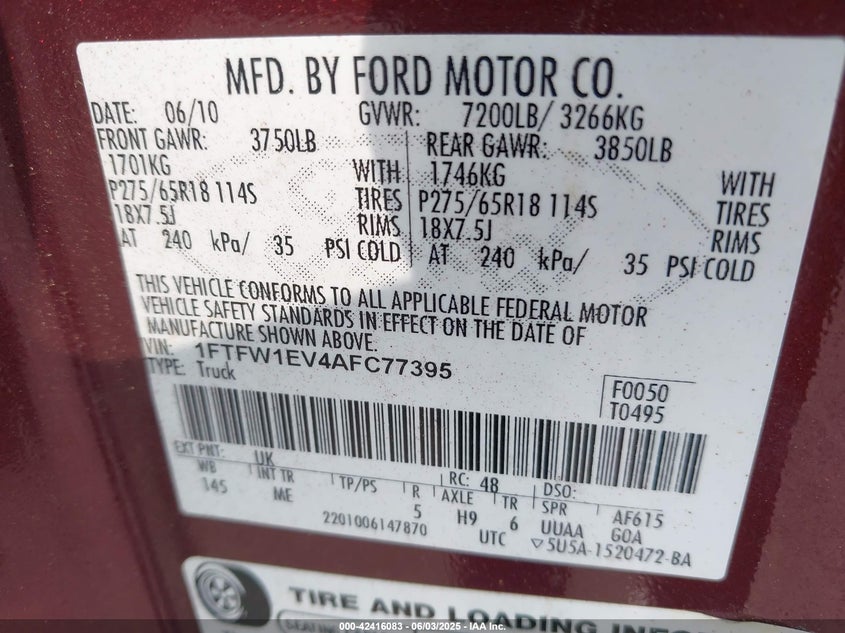 MFD. BY FORD MOTOR CO.
DATE: 06/10 GVWR: 7200LB/ 3266KG
FRONT GAWR: 3750LB REAR GAWR: 3850LB
1701KG WITH 1746KG WITH
P275/65R18 114S TIRES P275/65R18 114S TIRES
18X7.5J RIMS 18X7.5J RIMS
AT 240 kPa/ 35 PSI COLD AT 240 kPa/ 35 PSI COLD
THIS VEHICLE CONFORMS TO ALL APPLICABLE FEDERAL MOTOR
VEHICLE SAFETY STANDARDS IN EFFECT ON THE DATE OF
MANUFACTURE SHOWN ABOVE.
VIN: 1FTFW1EV4AFC77395
TYPE: Truck
F0050
T0495
EXT PNT: UK RC: 48 DSO:
WB INT TR TP/PS R AXLE TR SPR AF615
145 ME 5 H9 6 UUAA GOA
2201006147870 UTC ▽5U5A-1520472-BA
TIRE AND LOADING
000-42416083 - 06/03/2025 - IAA Inc.